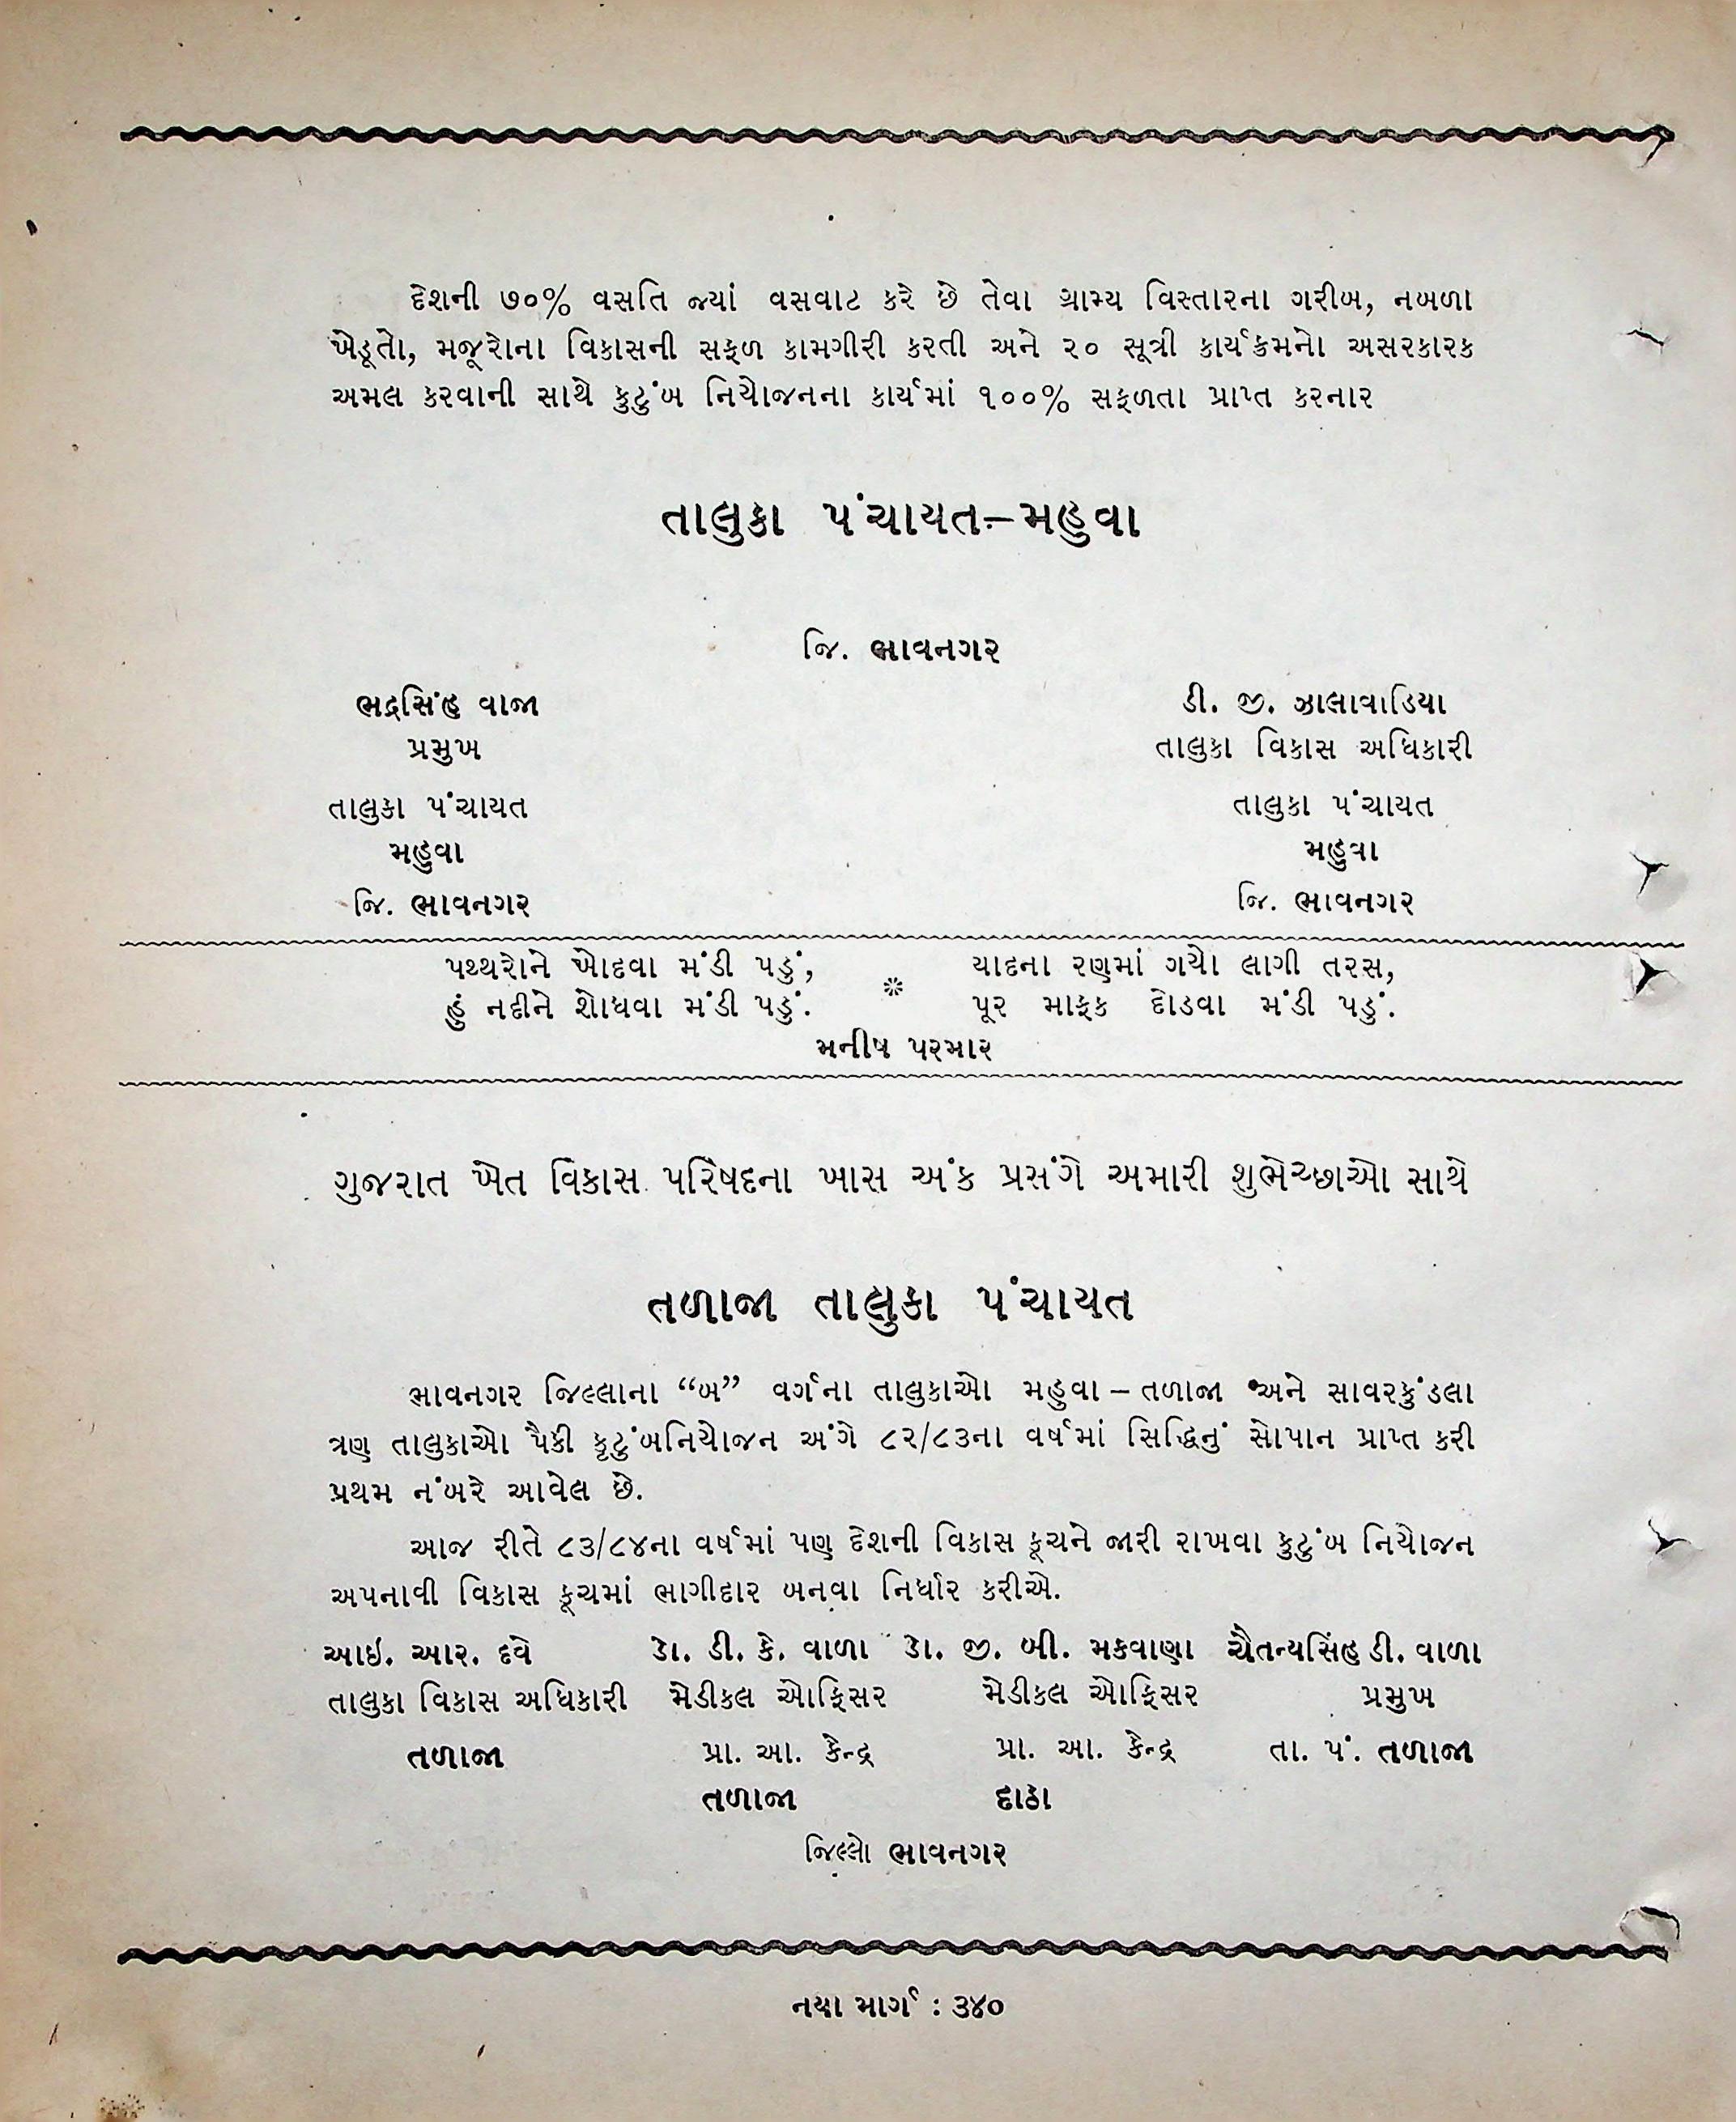 દેશની ૭૦% વસતિ જ્યાં વસવાટ કરે છે તેવા ગ્રામ્ય વિસ્તારના ગરીબ, નબળા
ખેડૂતો, મજૂરોના વિકાસની સફળ કામગીરી કરતી અને ૨૦ સૂત્રી કાર્યક્રમનો અસરકારક
અમલ કરવાની સાથે કુટુંબ નિયોજનના કાર્યમાં ૧૦૦% સફળતા પ્રાપ્ત કરનાર
તાલુકા પંચાયત–મહુવા
જિ. ભાવનગર
ભદ્રસિંહ વાજા
પ્રમુખ
તાલુકા પંચાયત
મહુવા
જિ. ભાવનગર
ડી. જી. ઝાલાવાડિયા
તાલુકા વિકાસ અધિકારી
તાલુકા પંચાયત
મહુવા
જિ. ભાવનગર
પથ્થરોને ખોદવા મંડી પડું,
હું નદીને શોધવા મંડી પડું.
*
યાદના રણમાં ગયો લાગી તરસ,
પૂર માફક દોડવા મંડી પડું.
મનીષ પરમાર
ગુજરાત ખેત વિકાસ પરિષદના ખાસ અંક પ્રસંગે અમારી શુભેચ્છાઓ સાથે
તળાજા તાલુકા પંચાયત
ભાવનગર જિલ્લાના “બ” વર્ગના તાલુકાઓ મહુવા – તળાજા અને સાવરકુંડલા
ત્રણ તાલુકાઓ પૈકી કૃટુંબનિયોજન અંગે ૮૨/૮૩ના વર્ષમાં સિદ્ધિનું સોપાન પ્રાપ્ત કરી
પ્રથમ નંબરે આવેલ છે.
આજ રીતે ૮૩/૮૪ના વર્ષમાં પણ દેશની વિકાસ કૂચને જારી રાખવા કુટુંબ નિયોજન
અપનાવી વિકાસ કૂચમાં ભાગીદાર બનવા નિર્ધાર કરીએ.
આઇ. આર. દવે
તાલુકા વિકાસ અધિકારી
તળાજા
ડો. ડી. કે. વાળા
મેડીકલ ઓફિસર
પ્રા. આ. કેન્દ્ર
તળાજા
ડો. જી. બી. મકવાણા
મેડીકલ ઓફિસર
પ્રા. આ. કેન્દ્ર
દાઠા
ચૈતન્યસિંહ ડી. વાળા
પ્રમુખ
તા. પં. તળાજા
જિલ્લો ભાવનગર
નયા માર્ગ : ૩૪૦